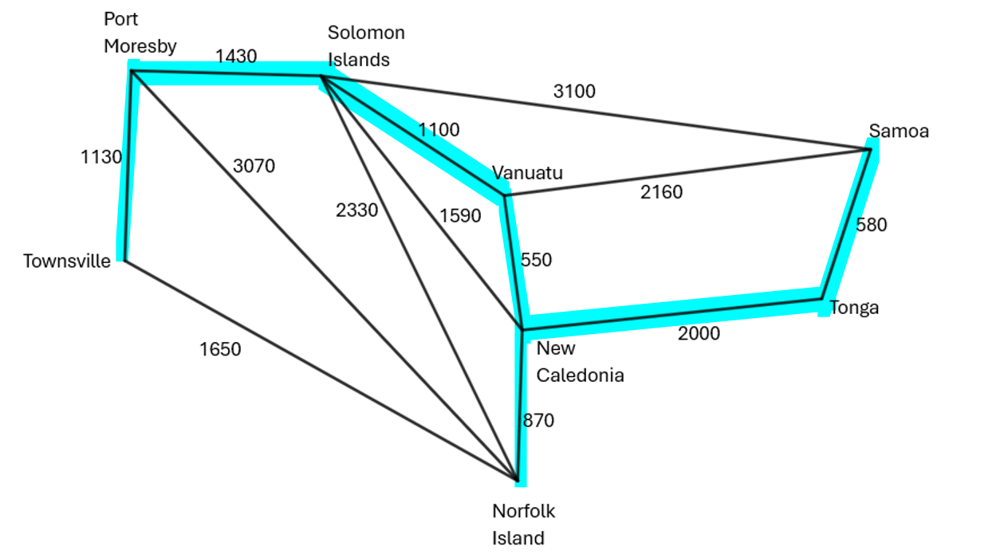 Port
Moresby
Solomon
Islands
1430
3100
Samoa
1100
1130
3070
Vanuatu
2160
2330
1590
580
550
Townsville
Tonga
2000
1650
New
Caledonia
870
Norfolk
Island